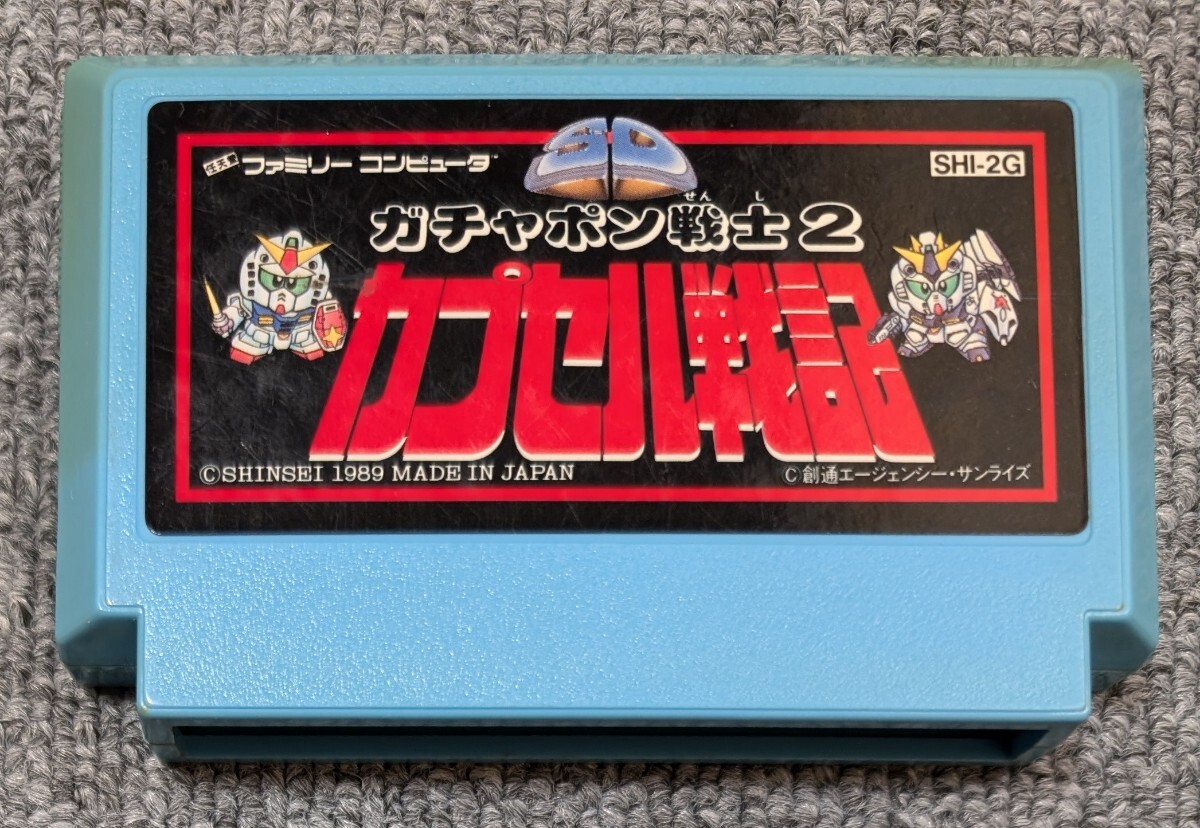 任天堂 ファミリー コンピュータ™
SD
SHI-2G
せん し
ガチャポン戦士2
カプセル戦記
©SHINSEI 1989 MADE IN JAPAN
©創通エージェンシー・サンライズ